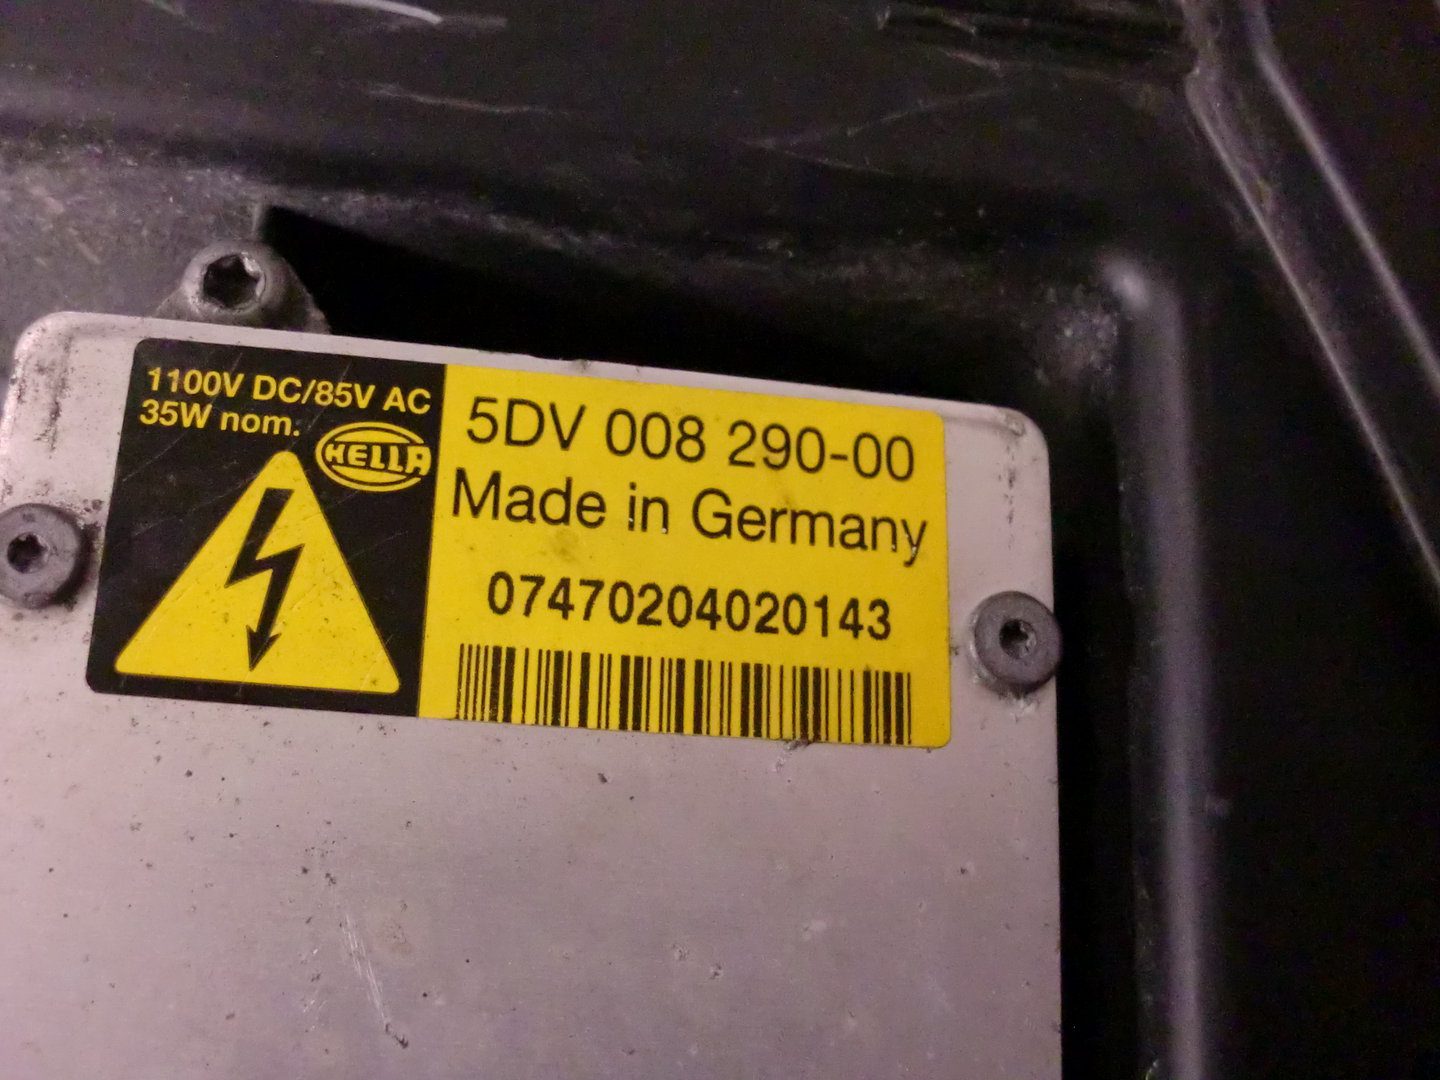 1100V DC/85V AC
35W nom.
HELLA
5DV 008 290-00
Made in Germany
07470204020143